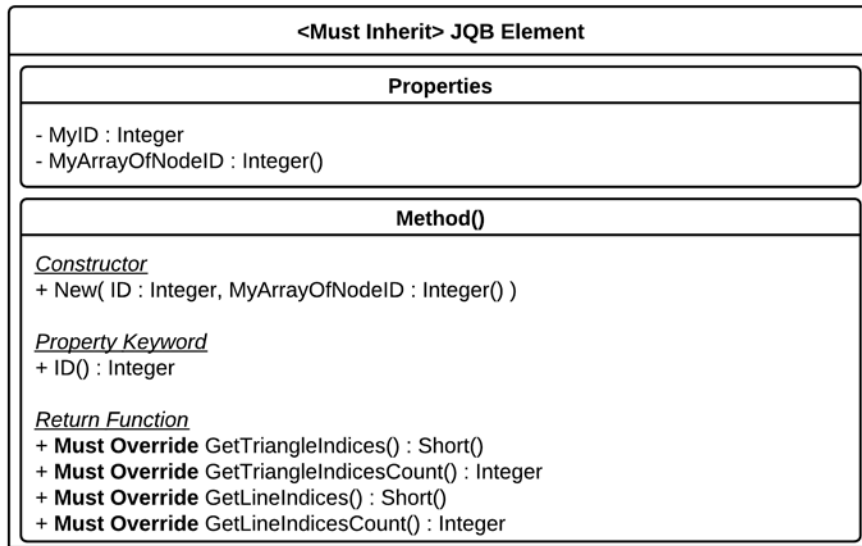 <Must Inherit> JQB Element
Properties
- MyID : Integer
- MyArrayOfNodeID : Integer()
Method()
Constructor
+ New( ID : Integer, MyArrayOfNodeID : Integer() )
Property Keyword
+ ID() : Integer
Return Function
+ Must Override GetTriangleIndices() : Short()
+ Must Override GetTriangleIndicesCount() : Integer
+ Must Override GetLineIndices() : Short()
+ Must Override GetLineIndicesCount() : Integer